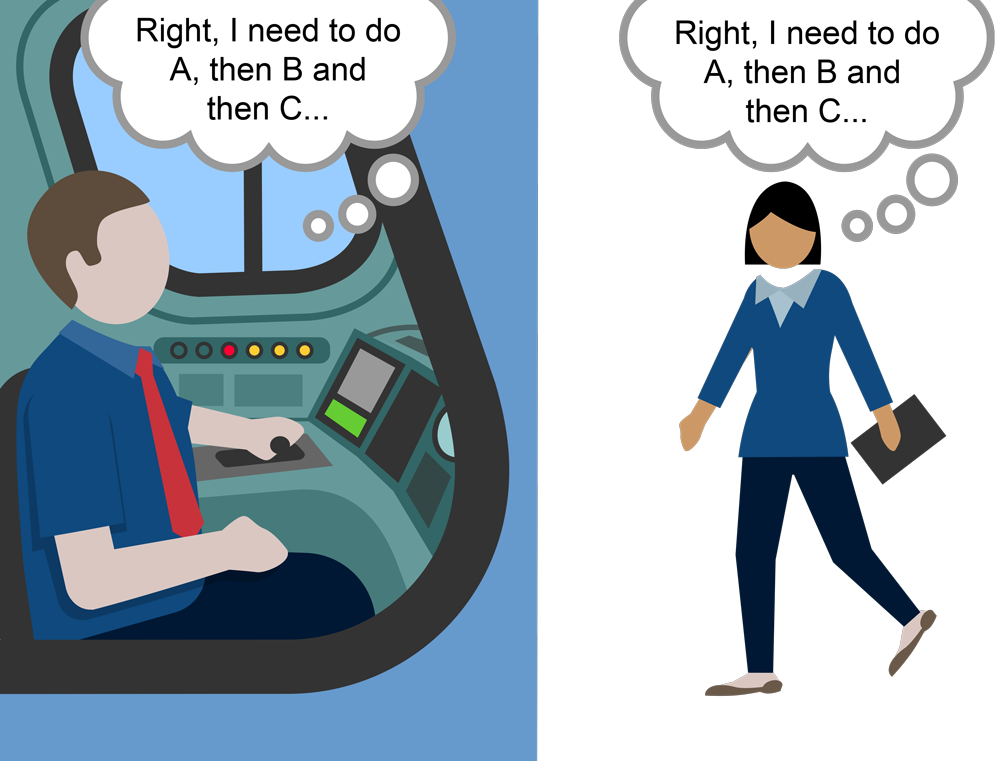 Right, I need to do
A, then B and
then C...
Right, I need to do
A, then B and
then C...